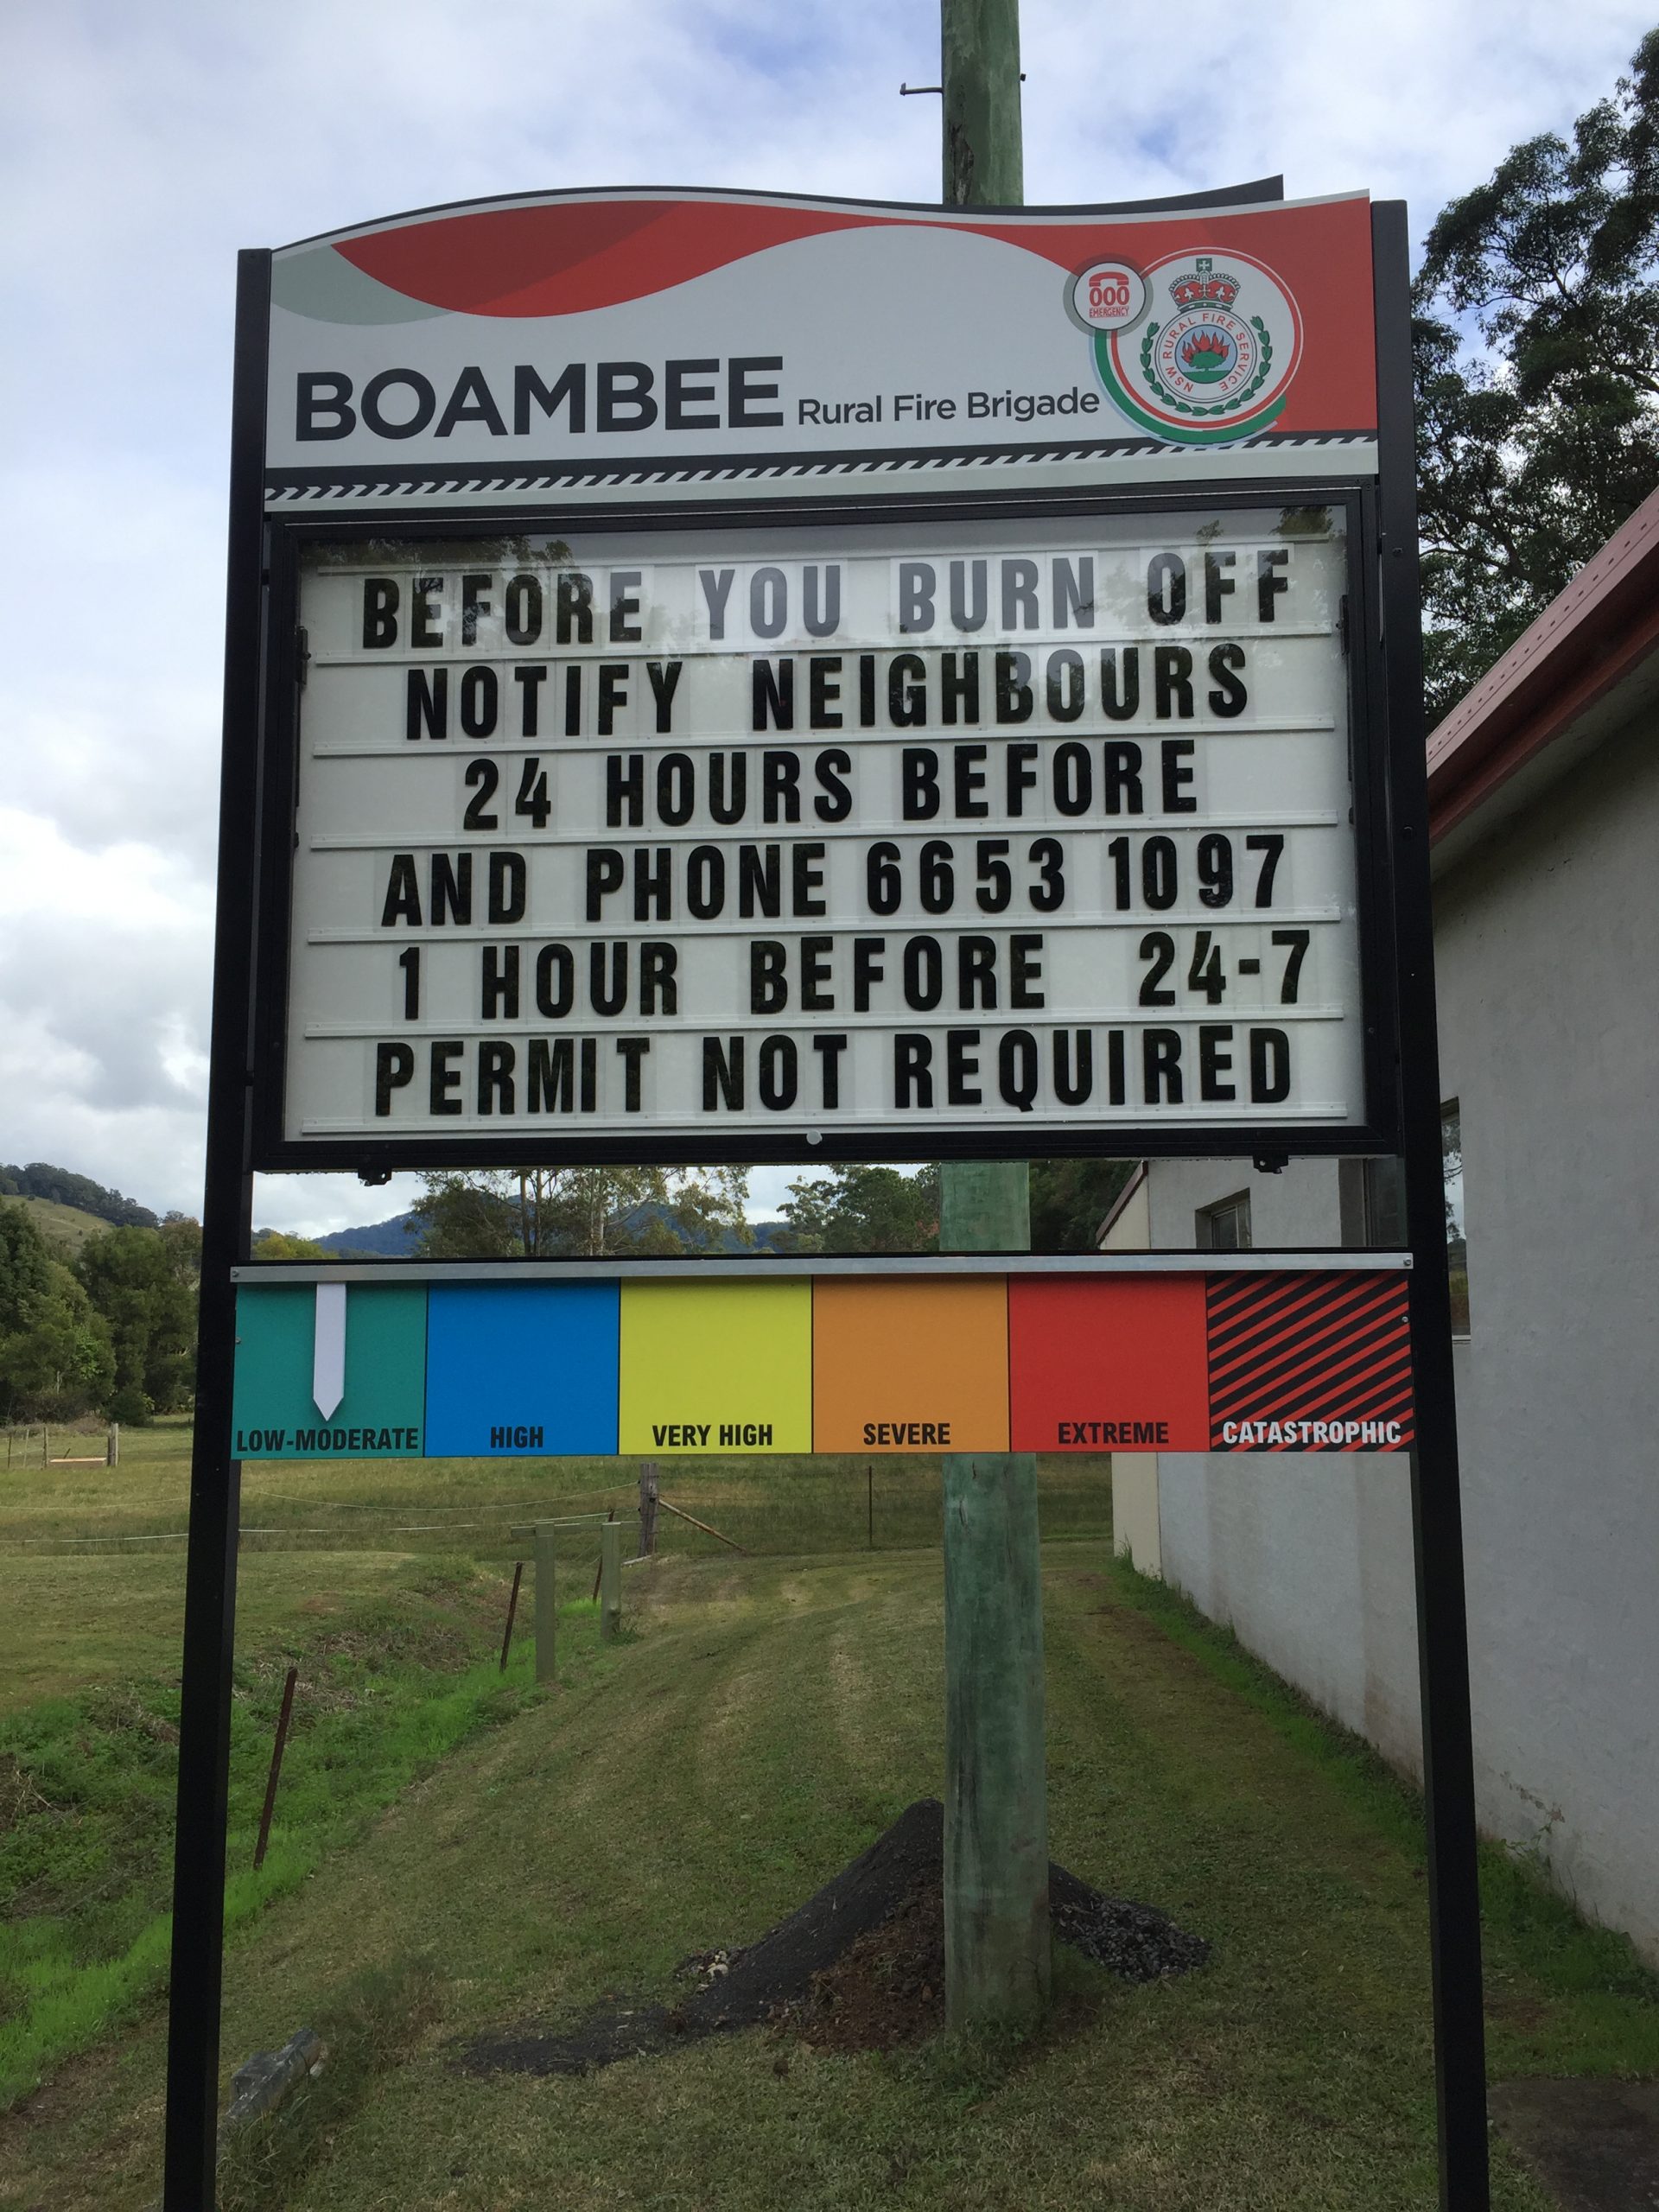 000
EMERGENCY
NSW RURAL FIRE SERVICE
BOAMBEE Rural Fire Brigade
BEFORE YOU BURN OFF
NOTIFY NEIGHBOURS
24 HOURS BEFORE
AND PHONE 6653 1097
1 HOUR BEFORE 24-7
PERMIT NOT REQUIRED
LOW-MODERATE HIGH VERY HIGH SEVERE EXTREME CATASTROPHIC